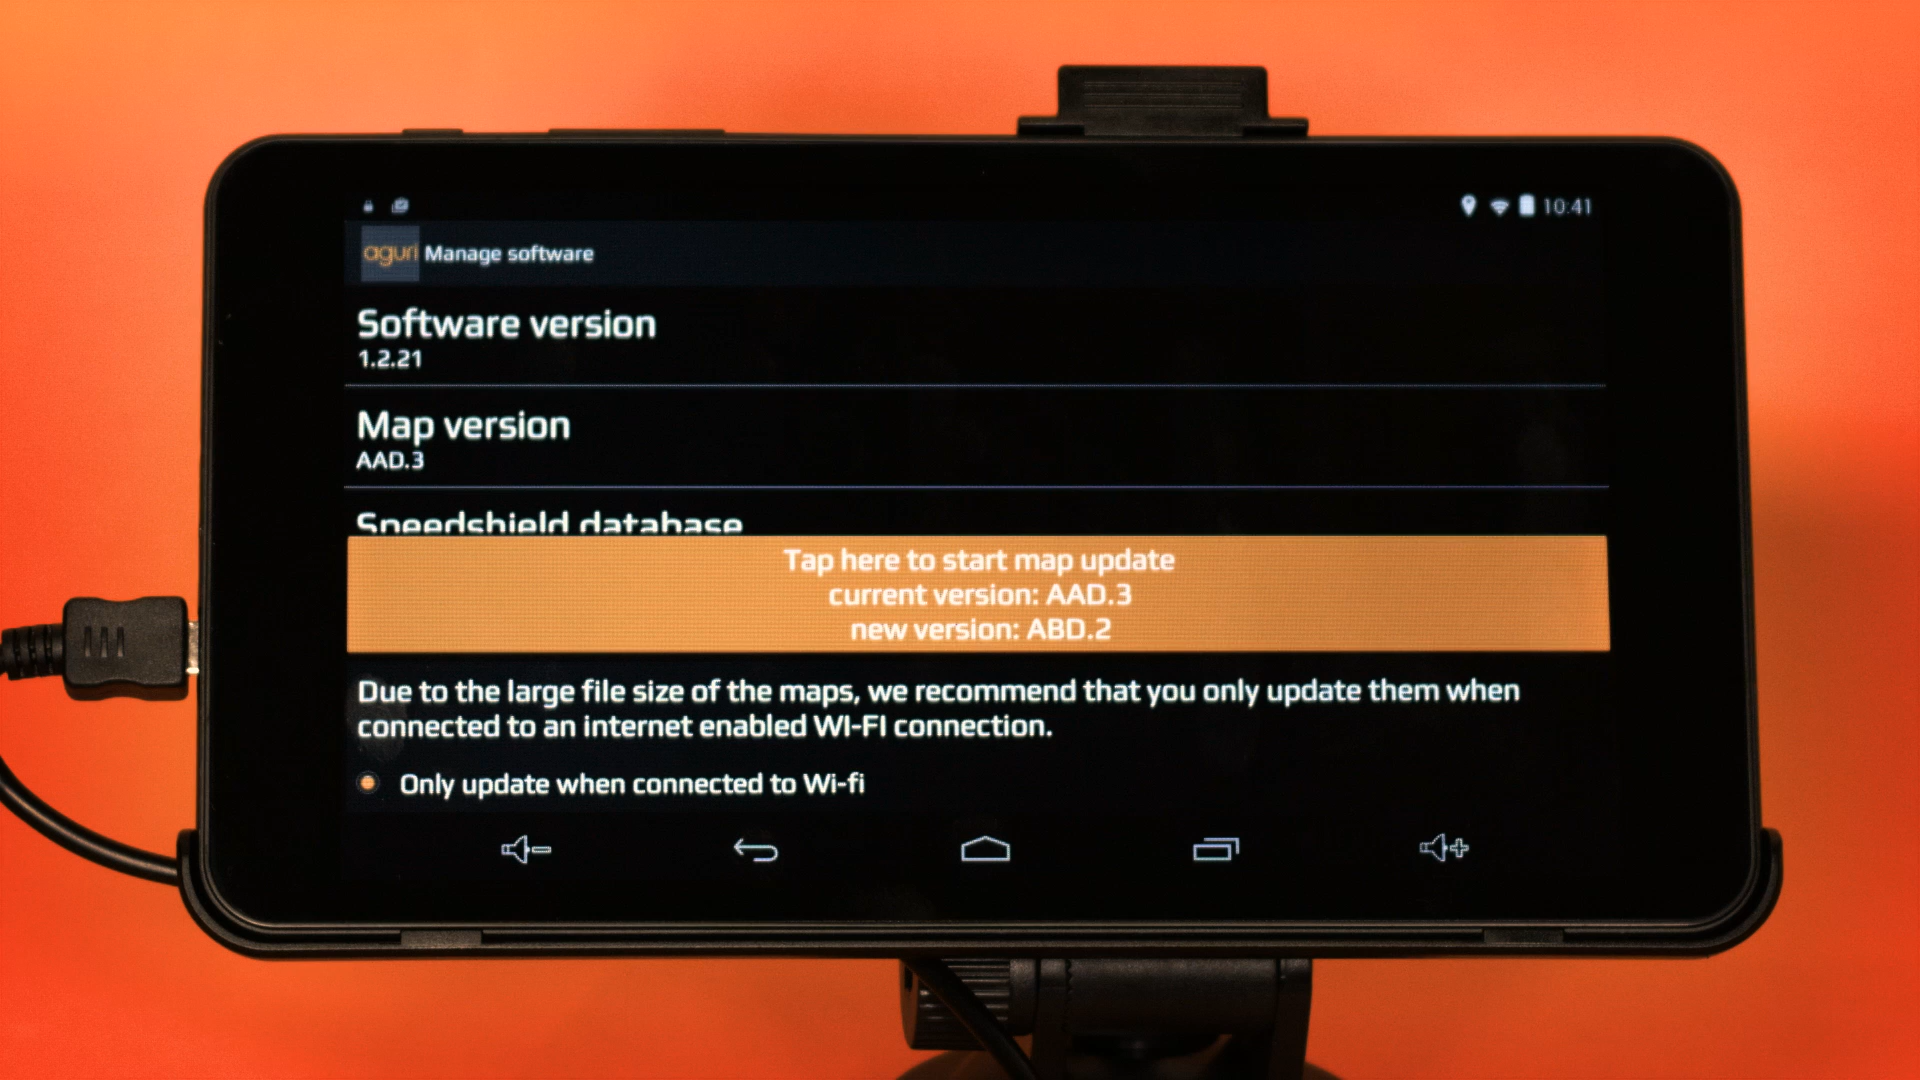 10:41
aguri Manage software
Software version
1.2.21
Map version
AAD.3
Speedshield database
Tap here to start map update
current version: AAD.3
new version: ABD.2
Due to the large file size of the maps, we recommend that you only update them when
connected to an internet enabled WI-FI connection.
Only update when connected to Wi-fi